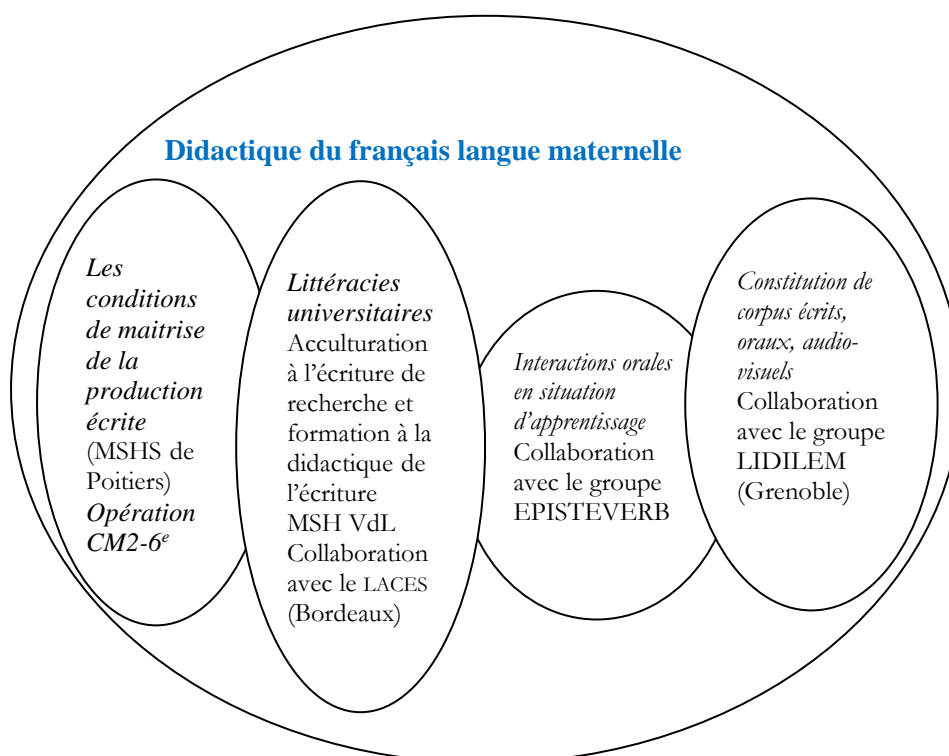 Didactique du français langue maternelle
Les
conditions
de maitrise
de la
production
écrite
(MSHS de
Poitiers)
Opération
CM2-6e
Littéracies
universitaires
Acculturation
à l’écriture de
recherche et
formation à la
didactique de
l’écriture
MSH VdL
Collaboration
avec le LACES
(Bordeaux)
Interactions orales
en situation
d’apprentissage
Collaboration
avec le groupe
EPISTEVERB
Constitution de
corpus écrits,
oraux, audio-
visuels
Collaboration
avec le groupe
LIDILEM
(Grenoble)